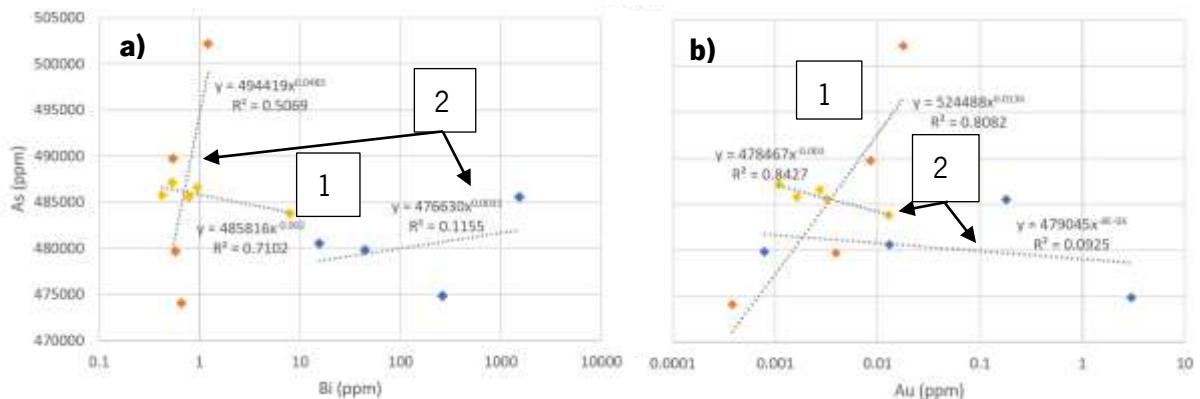 a)
505000
500000
495000
490000
485000
480000
475000
470000
As (ppm)
0.1
1
10
100
1000
10000
Bi (ppm)
2
1
R² = 0.5069
R² = 0.7102
R² = 0.1155
b)
1
2
R² = 0.8082
R² = 0.8427
R² = 0.0925
0.0001
0.001
0.01
0.1
1
10
Au (ppm)